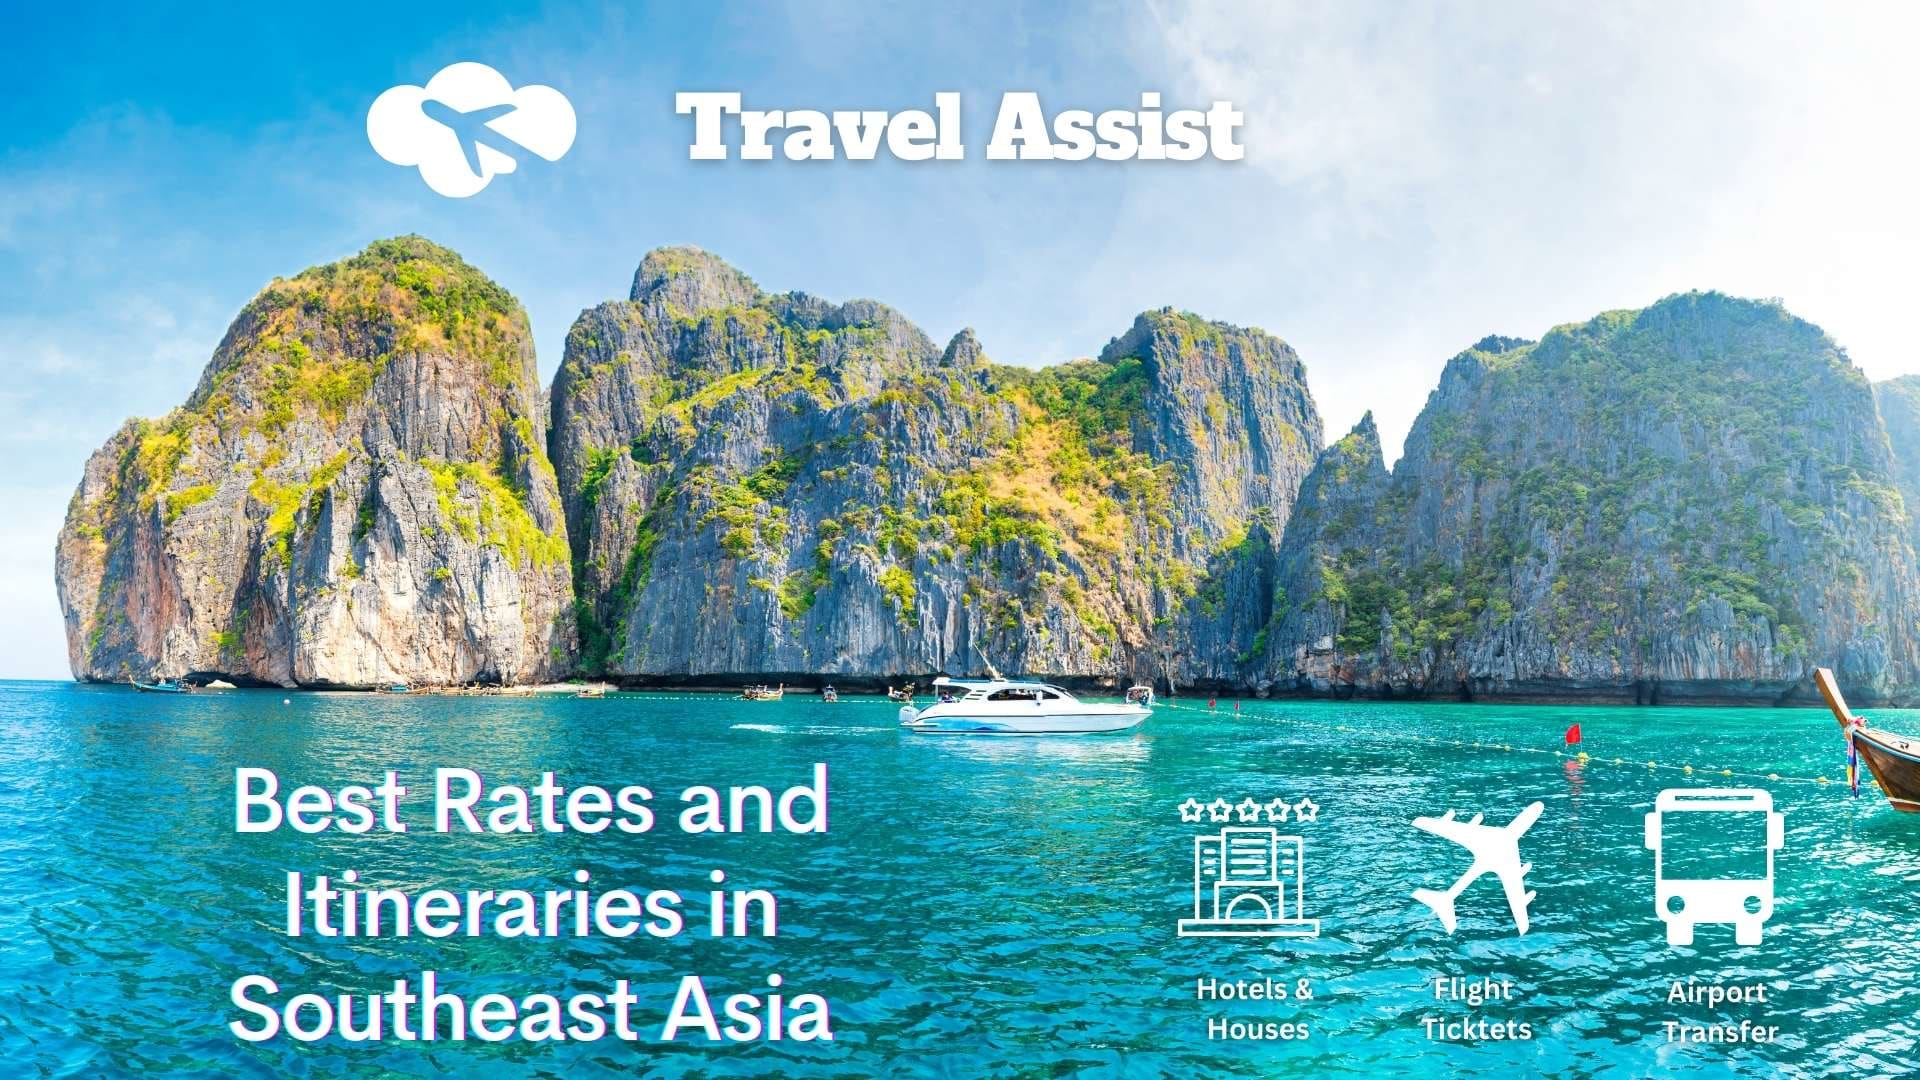 Travel Assist
Best Rates and
Itineraries in
Southeast Asia
Hotels &
Houses
Flight
Ticktets
Airport
Transfer